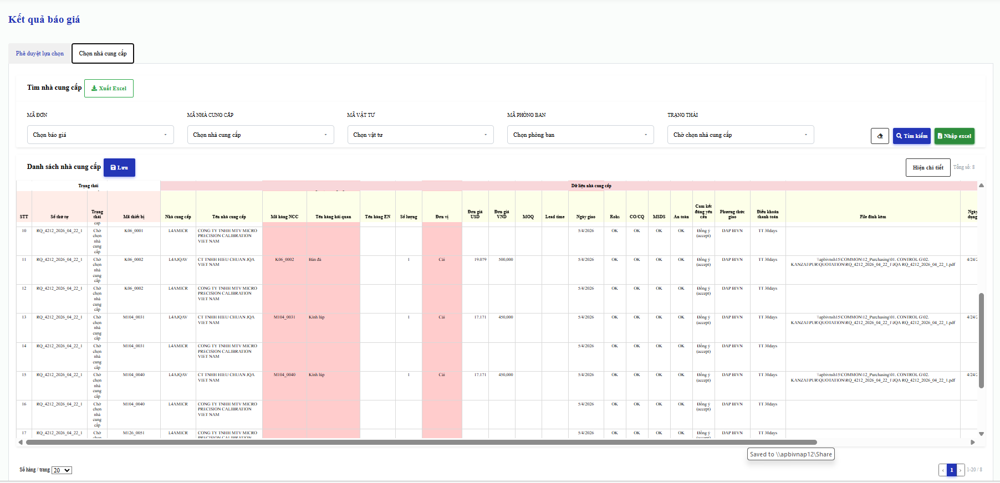 Kết quả báo giá
Phê duyệt lựa chọn
Chọn nhà cung cấp
Tìm nhà cung cấp
Xuất Excel
MÃ ĐƠN
MÃ NHÀ CUNG CẤP
MÃ VẬT TƯ
MÃ PHÒNG BAN
TRẠNG THÁI
Chọn báo giá
Chọn nhà cung cấp
Chọn vật tư
Chọn phòng ban
Chờ chọn nhà cung cấp
Tìm kiếm
Nhập excel
Danh sách nhà cung cấp
Lưu
Hiện chi tiết
Tổng số: 8
Trạng thái
Dữ liệu nhà cung cấp
STT
Số thứ tự
Trạng
thái
Mã thiết bị
Nhà cung cấp
Tên nhà cung cấp
Mã hàng NCC
Tên hàng hải quan
Tên hàng EN
Số lượng
Đơn vị
Đơn giá
USD
Đơn giá
VND
MOQ
Lead time
Ngày giao
Rohs
CO/CQ
MSDS
An toàn
Cam kết
đúng yêu
cầu
Phương thức
giao
Điều khoản
thanh toán
File đính kèm
Ngày
dụng
cấp
10 RQ_4212_2026_04_22_1 Chờ K06_0001 L4AMICR CONG TY TNHH MTV MICRO 5/4/2026 OK OK OK OK Đồng ý DAP BIVN TT 30days
chọn PRECISION CALIBRATION (accept)
nhà VIET NAM
cung
cấp
11 RQ_4212_2026_04_22_1 Chờ K06_0002 L4AJQAV CT TNHH HIEU CHUAN JQA K06_0002 Bàn đá 1 Cái 19.079 500,000 5/4/2026 OK OK OK OK Đồng ý DAP BIVN TT 30days \\apbivnsh15\COMMON\12_Purchasing\01. CONTROL G\02. 4/24/2
chọn VIET NAM (accept) KANZAI\PUR\QUOTATION\RQ_4212_2026_04_22_1\JQA RQ_4212_2026_04_22_1.pdf
nhà
cung
cấp
12 RQ_4212_2026_04_22_1 Chờ K06_0002 L4AMICR CONG TY TNHH MTV MICRO 5/4/2026 OK OK OK OK Đồng ý DAP BIVN TT 30days
chọn PRECISION CALIBRATION (accept)
nhà VIET NAM
cung
cấp
13 RQ_4212_2026_04_22_1 Chờ M104_0031 L4AJQAV CT TNHH HIEU CHUAN JQA M104_0031 Kính lúp 1 Cái 17.171 450,000 5/4/2026 OK OK OK OK Đồng ý DAP BIVN TT 30days \\apbivnsh15\COMMON\12_Purchasing\01. CONTROL G\02. 4/24/2
chọn VIET NAM (accept) KANZAI\PUR\QUOTATION\RQ_4212_2026_04_22_1\JQA RQ_4212_2026_04_22_1.pdf
nhà
cung
cấp
14 RQ_4212_2026_04_22_1 Chờ M104_0031 L4AMICR CONG TY TNHH MTV MICRO 5/4/2026 OK OK OK OK Đồng ý DAP BIVN TT 30days
chọn PRECISION CALIBRATION (accept)
nhà VIET NAM
cung
cấp
15 RQ_4212_2026_04_22_1 Chờ M104_0040 L4AJQAV CT TNHH HIEU CHUAN JQA M104_0040 Kính lúp 1 Cái 17.171 450,000 5/4/2026 OK OK OK OK Đồng ý DAP BIVN TT 30days \\apbivnsh15\COMMON\12_Purchasing\01. CONTROL G\02. 4/24/2
chọn VIET NAM (accept) KANZAI\PUR\QUOTATION\RQ_4212_2026_04_22_1\JQA RQ_4212_2026_04_22_1.pdf
nhà
cung
cấp
16 RQ_4212_2026_04_22_1 Chờ M104_0040 L4AMICR CONG TY TNHH MTV MICRO 5/4/2026 OK OK OK OK Đồng ý DAP BIVN TT 30days
chọn PRECISION CALIBRATION (accept)
nhà VIET NAM
cung
cấp
17 RQ_4212_2026_04_22_1 Chờ M126_0051 L4AMICR CONG TY TNHH MTV MICRO 5/4/2026 OK OK OK OK Đồng ý DAP BIVN TT 30days
chọn PRECISION CALIBRATION (accept)
Saved to \\apbivnap12\Share
Số hàng / trang 20
‹ 1 › 1-20 / 8